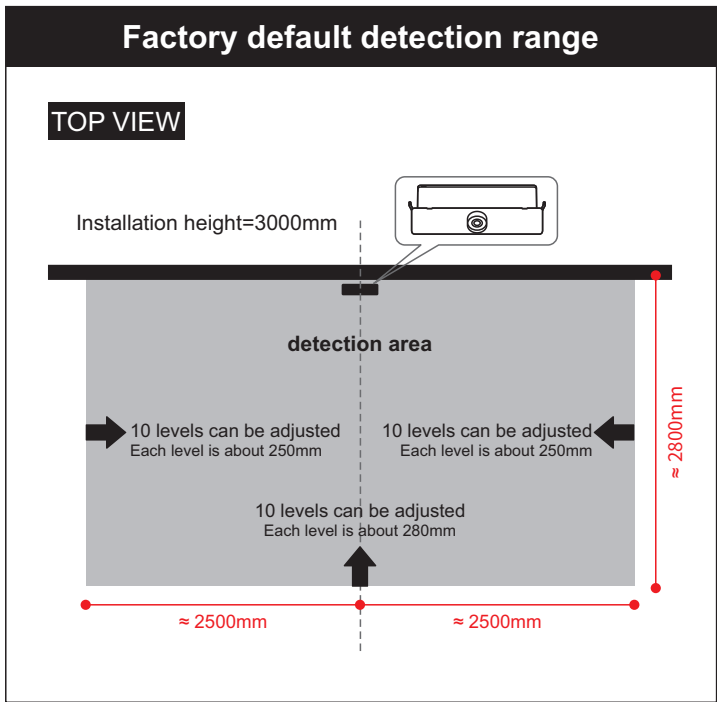 Factory default detection range
TOP VIEW
Installation height=3000mm
detection area
10 levels can be adjusted
Each level is about 250mm
10 levels can be adjusted
Each level is about 250mm
≈ 2800mm
10 levels can be adjusted
Each level is about 280mm
≈ 2500mm
≈ 2500mm